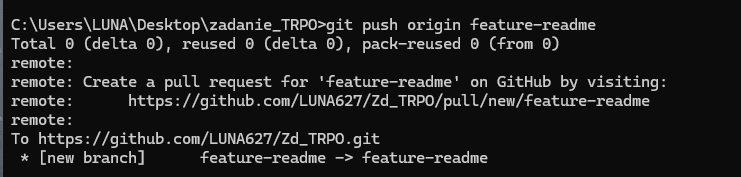 C:\Users\LUNA\Desktop\zadanie_TRPO>git push origin feature-readme
Total 0 (delta 0), reused 0 (delta 0), pack-reused 0 (from 0)
remote:
remote: Create a pull request for 'feature-readme' on GitHub by visiting:
remote:      https://github.com/LUNA627/Zd_TRPO/pull/new/feature-readme
remote:
To https://github.com/LUNA627/Zd_TRPO.git
 * [new branch]      feature-readme -> feature-readme